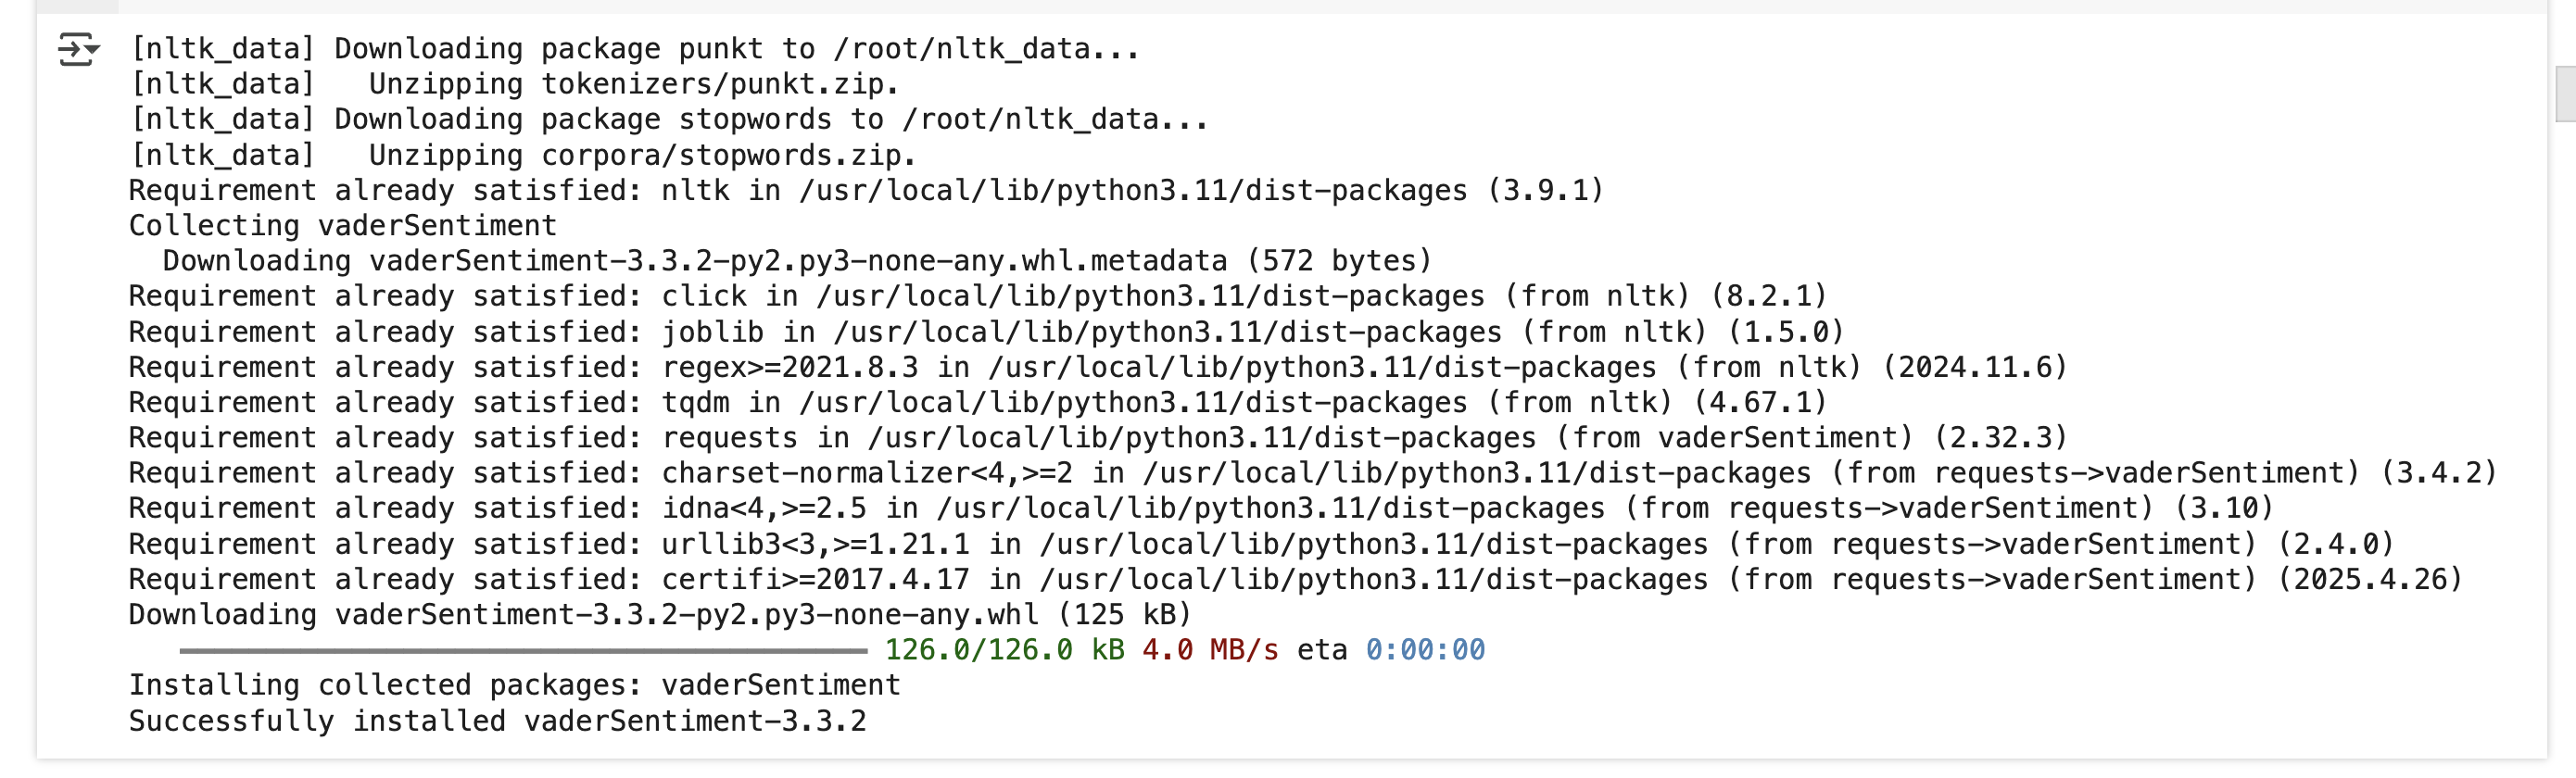 [nltk_data] Downloading package punkt to /root/nltk_data...
[nltk_data]   Unzipping tokenizers/punkt.zip.
[nltk_data] Downloading package stopwords to /root/nltk_data...
[nltk_data]   Unzipping corpora/stopwords.zip.
Requirement already satisfied: nltk in /usr/local/lib/python3.11/dist-packages (3.9.1)
Collecting vaderSentiment
  Downloading vaderSentiment-3.3.2-py2.py3-none-any.whl.metadata (572 bytes)
Requirement already satisfied: click in /usr/local/lib/python3.11/dist-packages (from nltk) (8.2.1)
Requirement already satisfied: joblib in /usr/local/lib/python3.11/dist-packages (from nltk) (1.5.0)
Requirement already satisfied: regex>=2021.8.3 in /usr/local/lib/python3.11/dist-packages (from nltk) (2024.11.6)
Requirement already satisfied: tqdm in /usr/local/lib/python3.11/dist-packages (from nltk) (4.67.1)
Requirement already satisfied: requests in /usr/local/lib/python3.11/dist-packages (from vaderSentiment) (2.32.3)
Requirement already satisfied: charset-normalizer<4,>=2 in /usr/local/lib/python3.11/dist-packages (from requests->vaderSentiment) (3.4.2)
Requirement already satisfied: idna<4,>=2.5 in /usr/local/lib/python3.11/dist-packages (from requests->vaderSentiment) (3.10)
Requirement already satisfied: urllib3<3,>=1.21.1 in /usr/local/lib/python3.11/dist-packages (from requests->vaderSentiment) (2.4.0)
Requirement already satisfied: certifi>=2017.4.17 in /usr/local/lib/python3.11/dist-packages (from requests->vaderSentiment) (2025.4.26)
Downloading vaderSentiment-3.3.2-py2.py3-none-any.whl (125 kB)
126.0/126.0 kB 4.0 MB/s eta 0:00:00
Installing collected packages: vaderSentiment
Successfully installed vaderSentiment-3.3.2